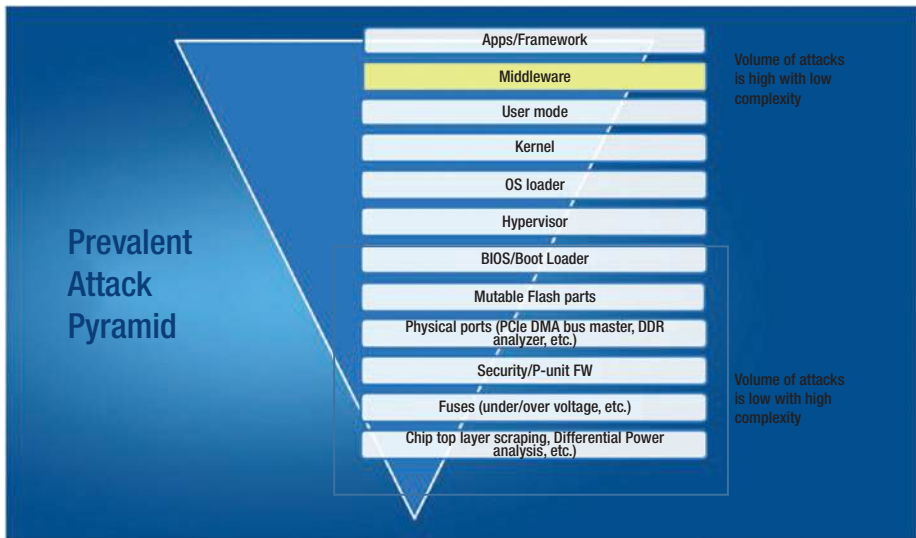 Prevalent
Attack
Pyramid
Apps/Framework
Middleware
User mode
Kernel
OS loader
Hypervisor
BIOS/Boot Loader
Mutable Flash parts
Physical ports (PCIe DMA bus master, DDR
analyzer, etc.)
Security/P-unit FW
Fuses (under/over voltage, etc.)
Chip top layer scraping, Differential Power
analysis, etc.)
Volume of attacks
is high with low
complexity
Volume of attacks
is low with high
complexity